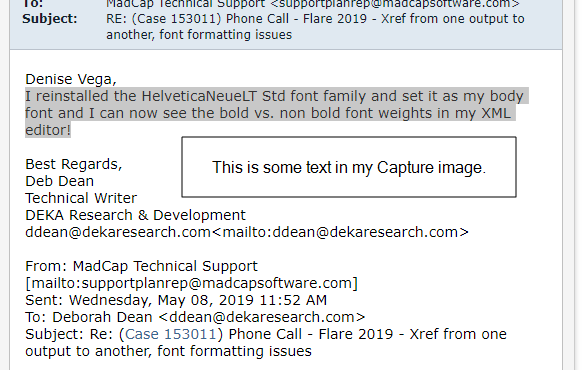 To: MadCap Technical Support <supportplanrep@madcapsoftware.com>
Subject: RE: (Case 153011) Phone Call - Flare 2019 - Xref from one output to
another, font formatting issues
Denise Vega,
I reinstalled the HelveticaNeueLT Std font family and set it as my body
font and I can now see the bold vs. non bold font weights in my XML
editor!
This is some text in my Capture image.
Best Regards,
Deb Dean
Technical Writer
DEKA Research & Development
ddean@dekaresearch.com<mailto:ddean@dekaresearch.com>
From: MadCap Technical Support
[mailto:supportplanrep@madcapsoftware.com]
Sent: Wednesday, May 08, 2019 11:52 AM
To: Deborah Dean <ddean@dekaresearch.com>
Subject: Re: (Case 153011) Phone Call - Flare 2019 - Xref from one
output to another, font formatting issues